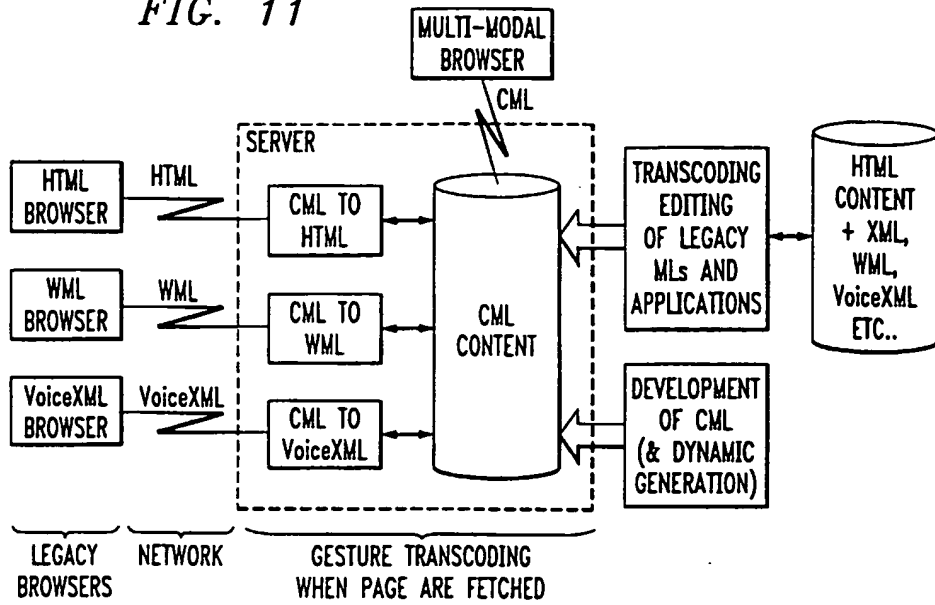 FIG. 11
MULTI-MODAL
BROWSER
CML
SERVER
HTML
BROWSER
HTML
CML TO
HTML
WML
BROWSER
WML
CML TO
WML
VoiceXML
BROWSER
VoiceXML
CML TO
VoiceXML
CML
CONTENT
TRANSCODING
EDITING
OF LEGACY
MLs AND
APPLICATIONS
HTML
CONTENT
+ XML,
WML,
VoiceXML
ETC..
DEVELOPMENT
OF CML
(& DYNAMIC
GENERATION)
LEGACY
BROWSERS
NETWORK
GESTURE TRANSCODING
WHEN PAGE ARE FETCHED